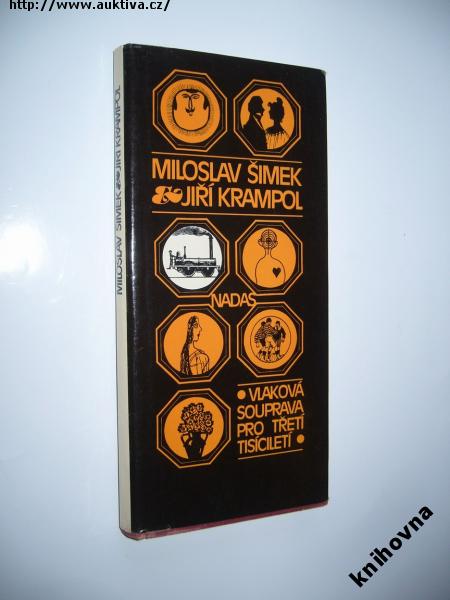 http://www.auktiva.cz/
MILOSLAV ŠIMEK & JIŘÍ KRAMPOL
MILOSLAV ŠIMEK
& JIŘÍ KRAMPOL
NADAS
• VLAKOVÁ
SOUPRAVA
PRO TŘETÍ
TISÍCILETÍ •
knihovna